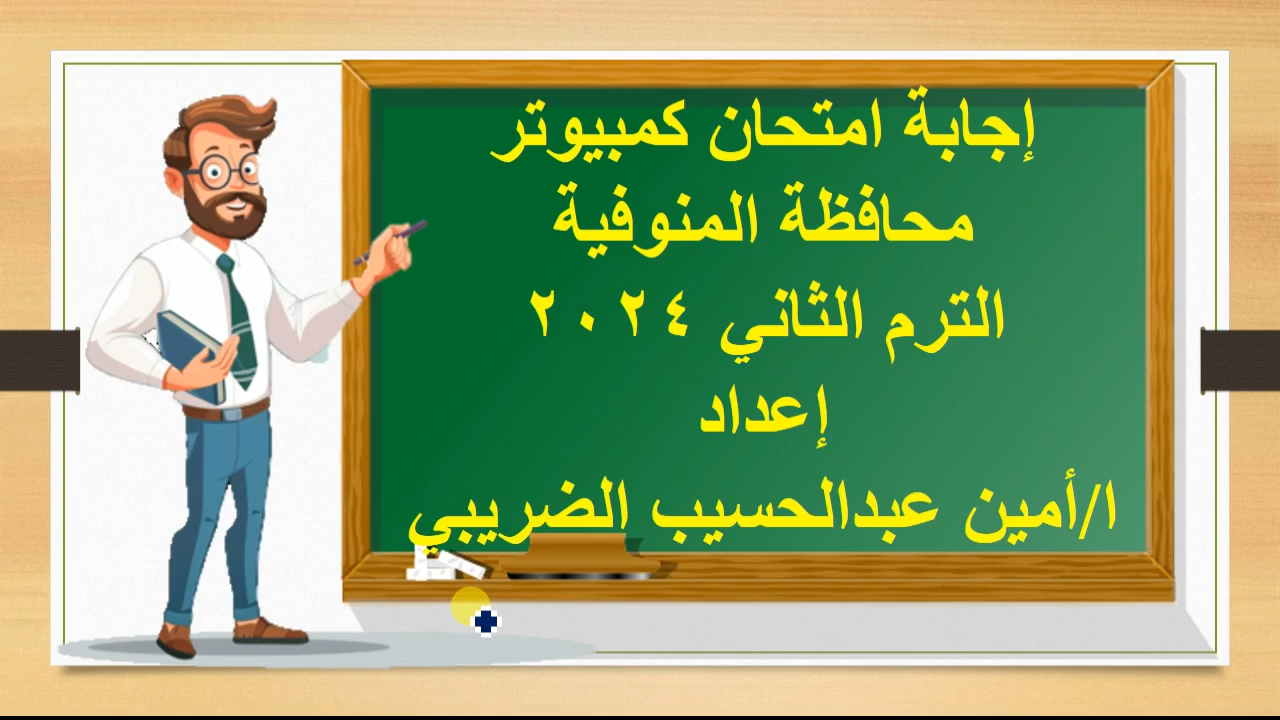 إجابة امتحان كمبيوتر
محافظة المنوفية
الترم الثاني ٢٠٢٤
إعداد
ا/أمين عبدالحسيب الضريبي